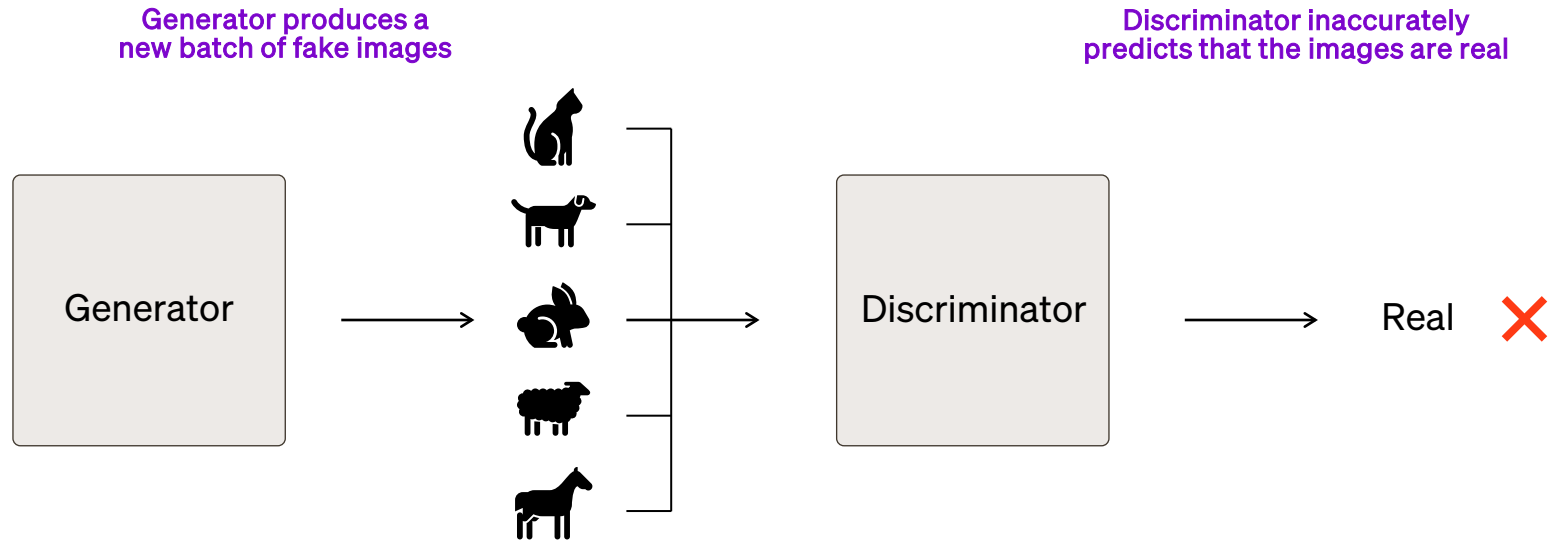 Generator produces a
new batch of fake images
Discriminator inaccurately
predicts that the images are real
Generator
Discriminator
Real